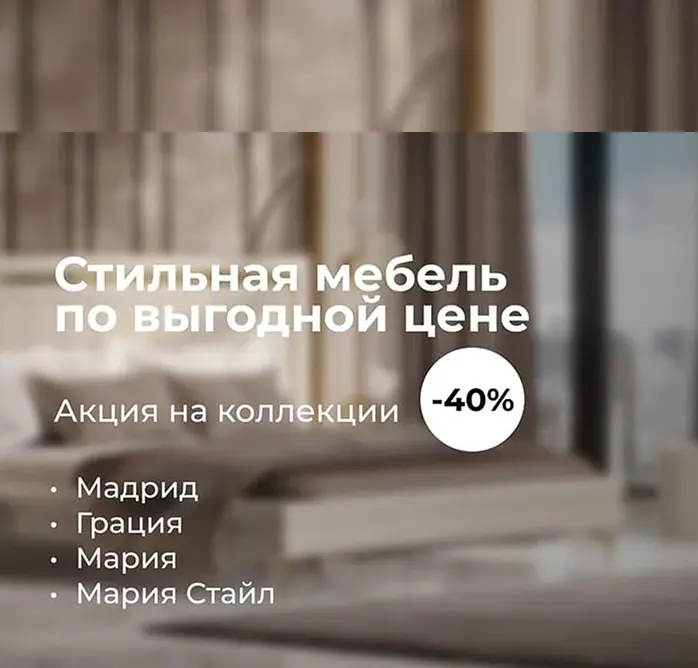 Стильная мебель
по выгодной цене
Акция на коллекции
-40%
• Мадрид
• Грация
• Мария
• Мария Стайл